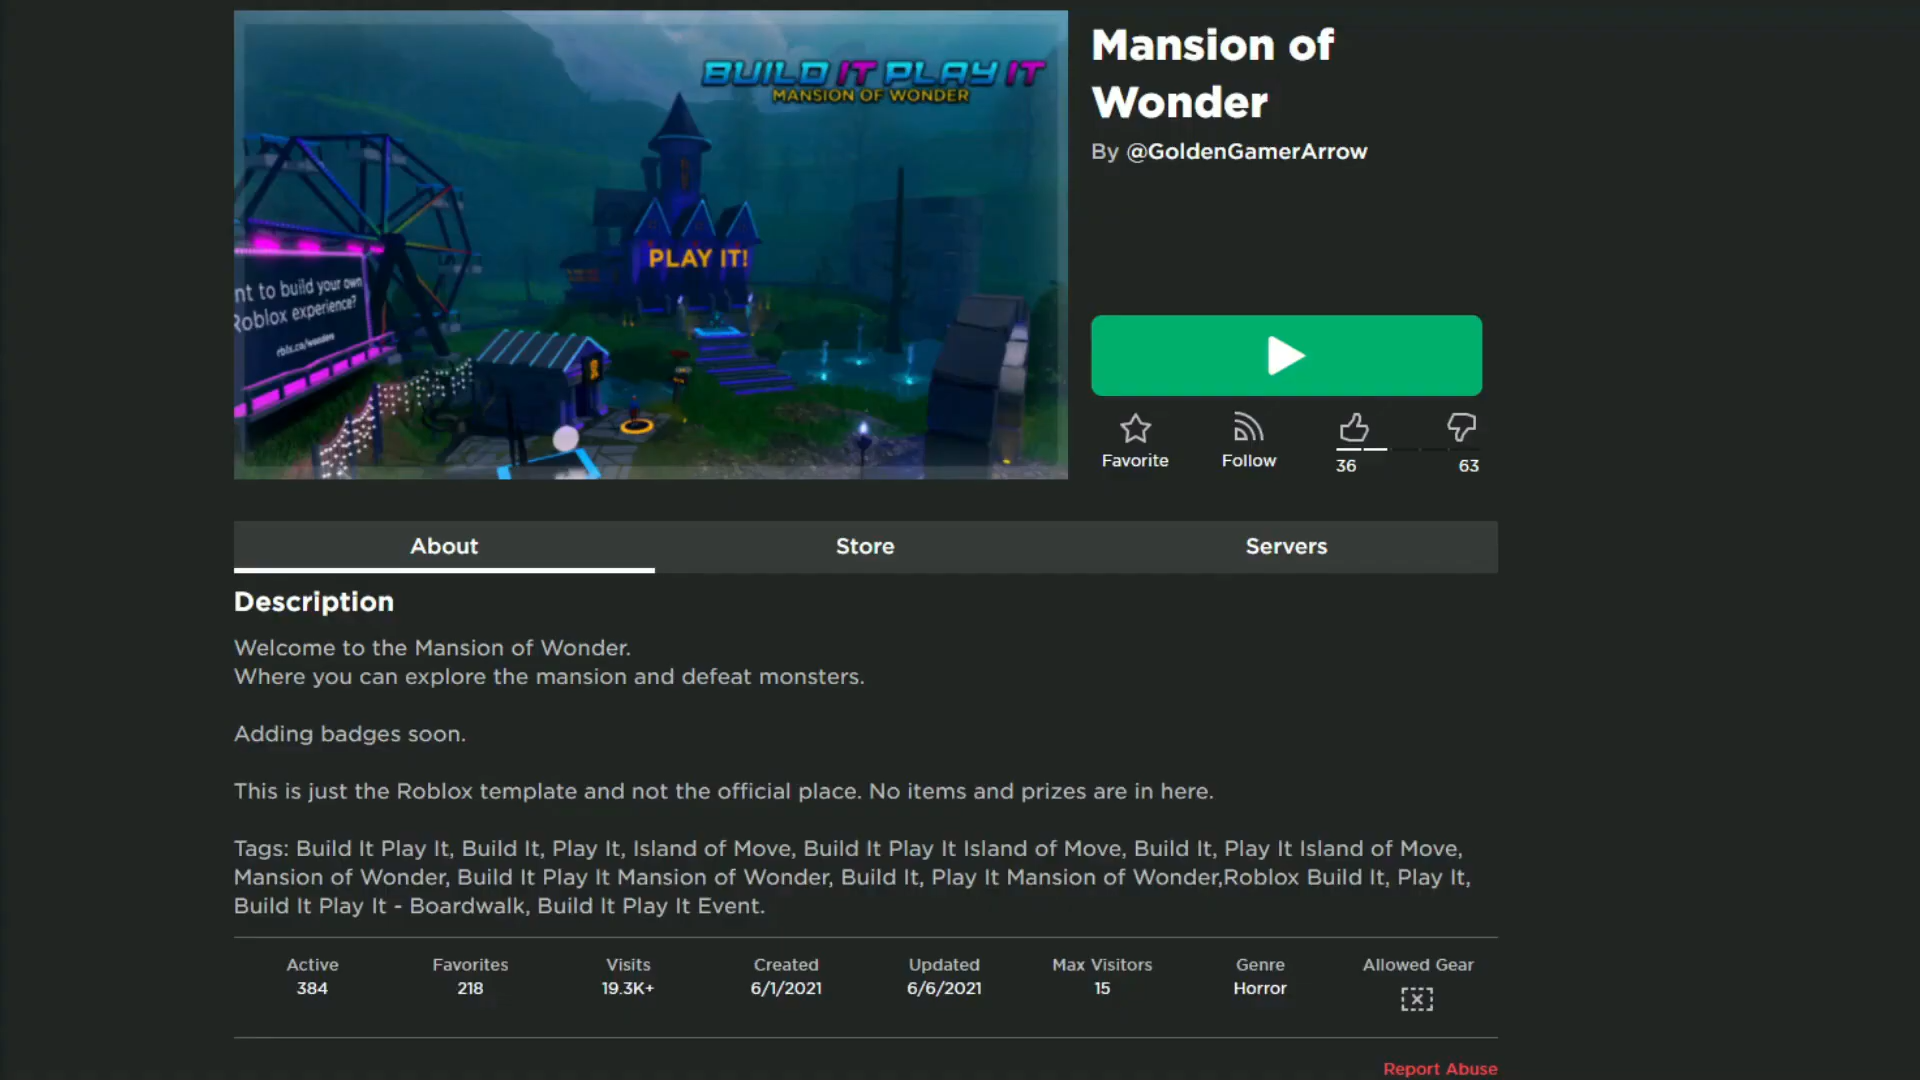 BUILD IT PLAY IT
MANSION OF WONDER
PLAY IT!
nt to build your own
Roblox experience?
Mansion of
Wonder
By @GoldenGamerArrow
Favorite
Follow
36
63
About
Store
Servers
Description
Welcome to the Mansion of Wonder.
Where you can explore the mansion and defeat monsters.
Adding badges soon.
This is just the Roblox template and not the official place. No items and prizes are in here.
Tags: Build It Play It, Build It, Play It, Island of Move, Build It Play It Island of Move, Build It, Play It Island of Move,
Mansion of Wonder, Build It Play It Mansion of Wonder, Build It, Play It Mansion of Wonder,Roblox Build It, Play It,
Build It Play It - Boardwalk, Build It Play It Event.
Active
Favorites
Visits
Created
Updated
Max Visitors
Genre
Allowed Gear
384
218
19.3K+
6/1/2021
6/6/2021
15
Horror
Report Abuse